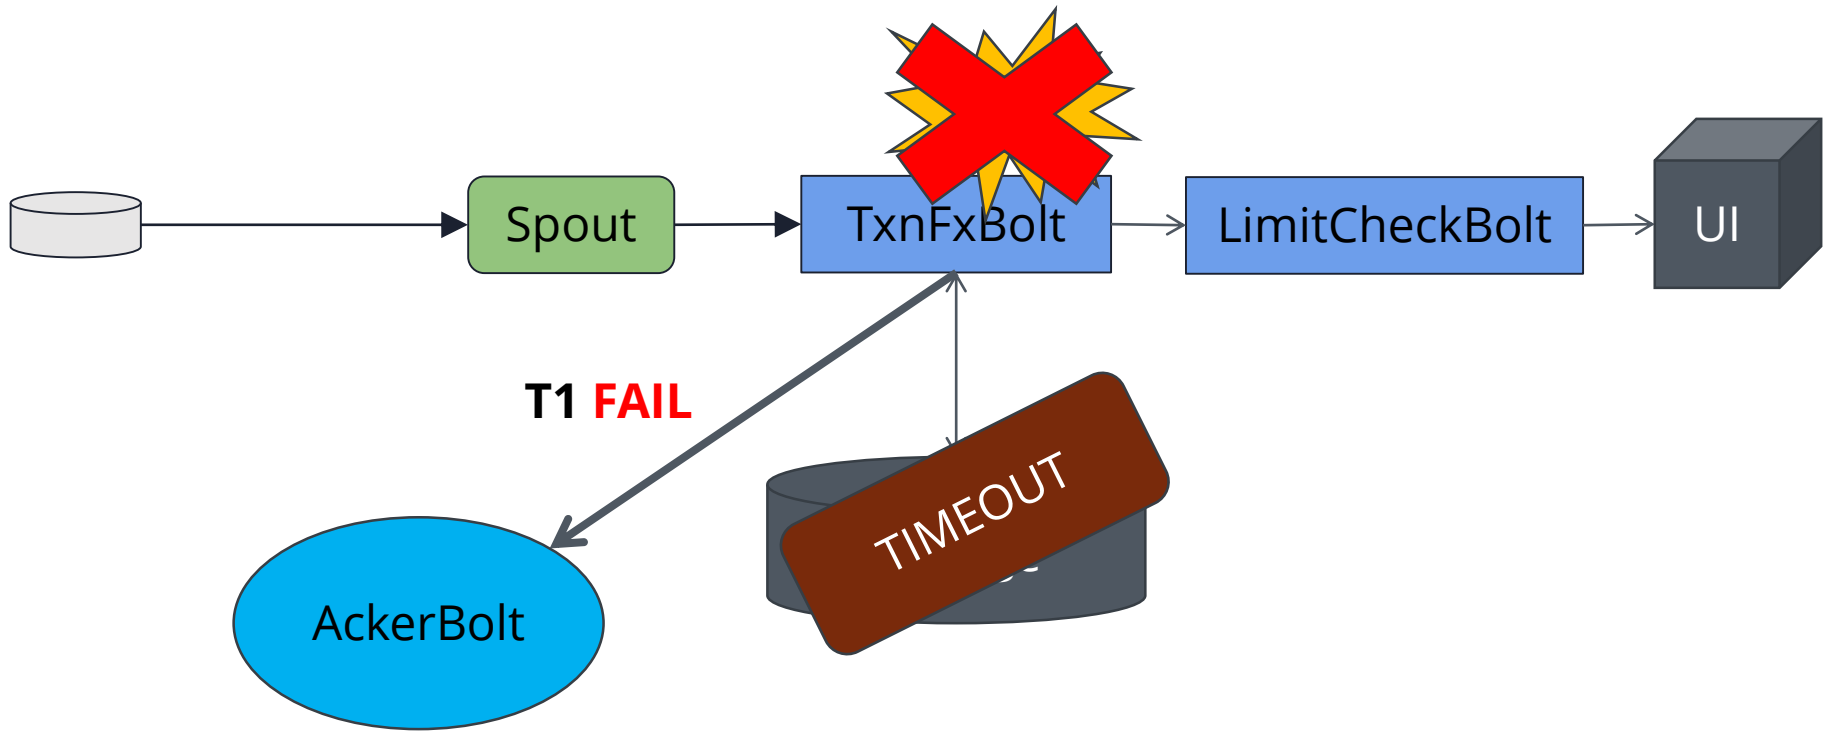 Spout
TxnFxBolt
LimitCheckBolt
UI
T1 FAIL
TIMEOUT
AckerBolt